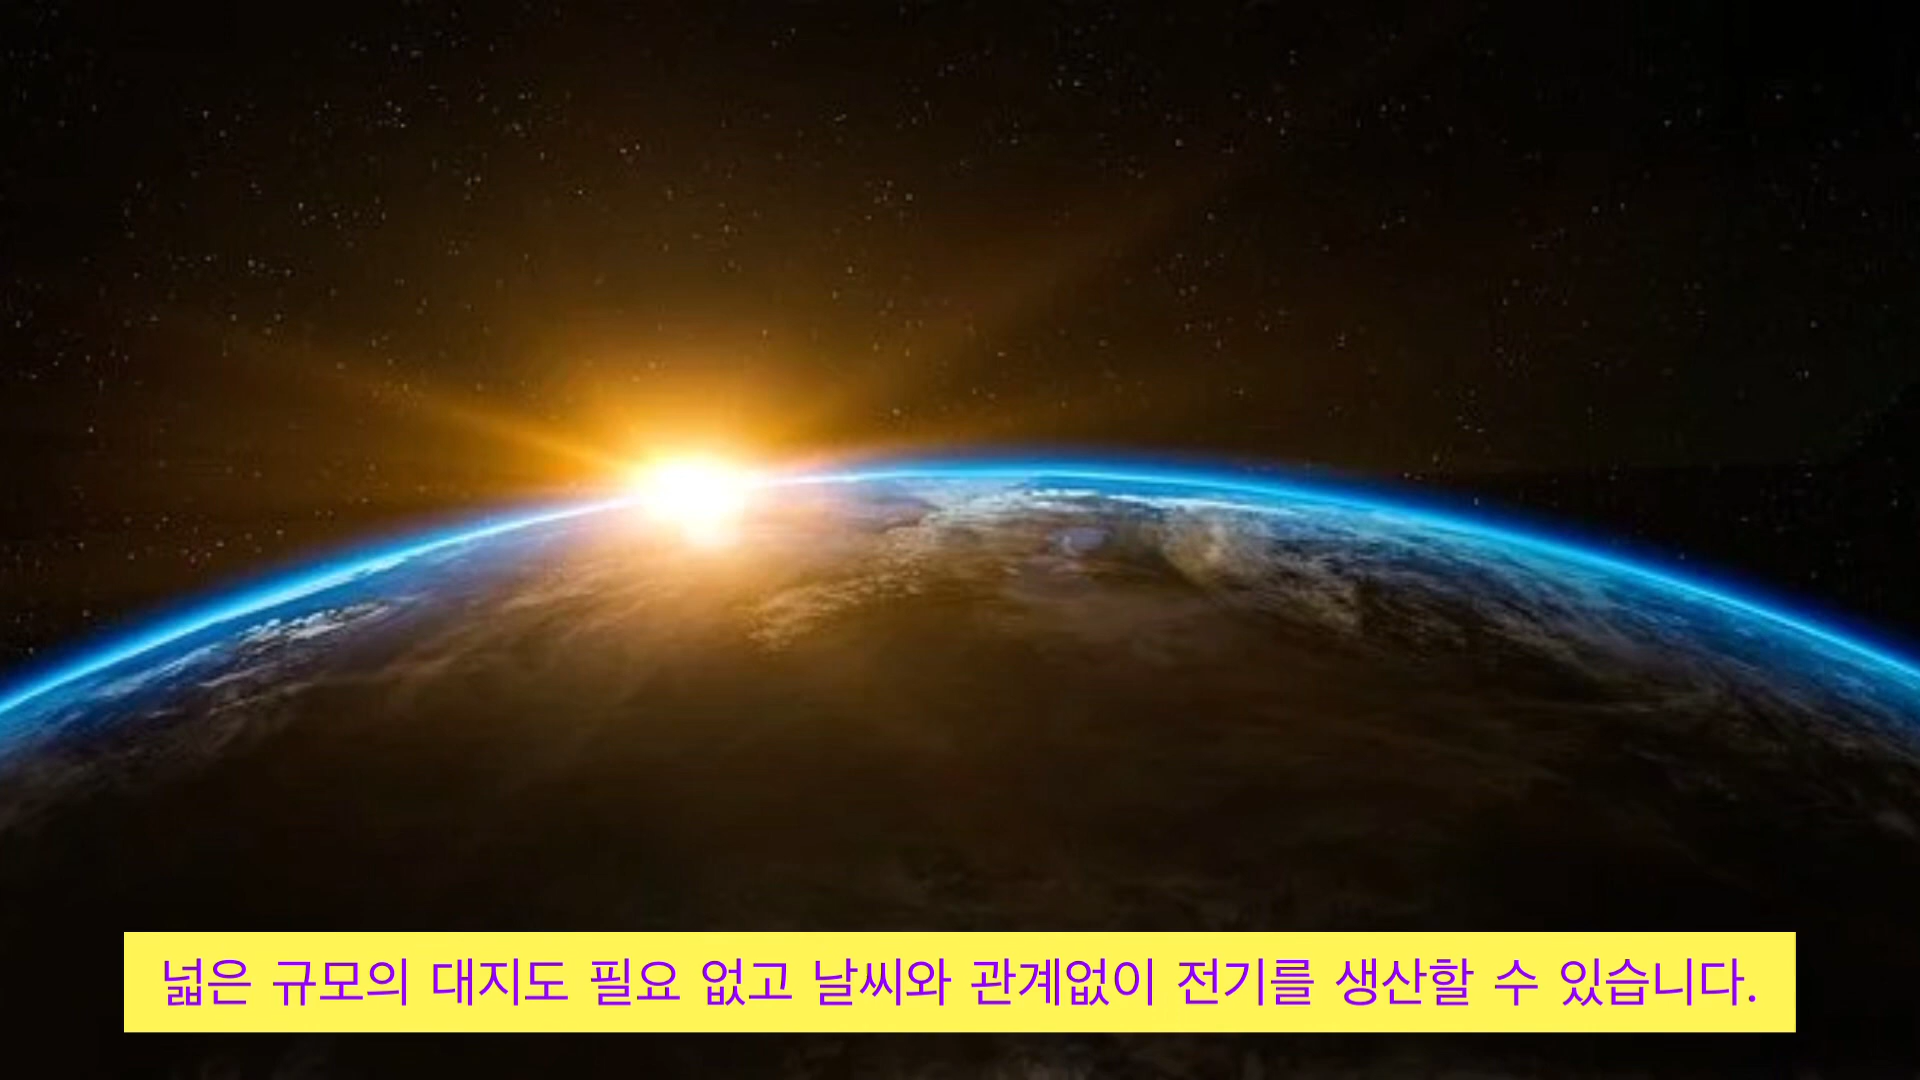 넓은 규모의 대지도 필요 없고 날씨와 관계없이 전기를 생산할 수 있습니다.